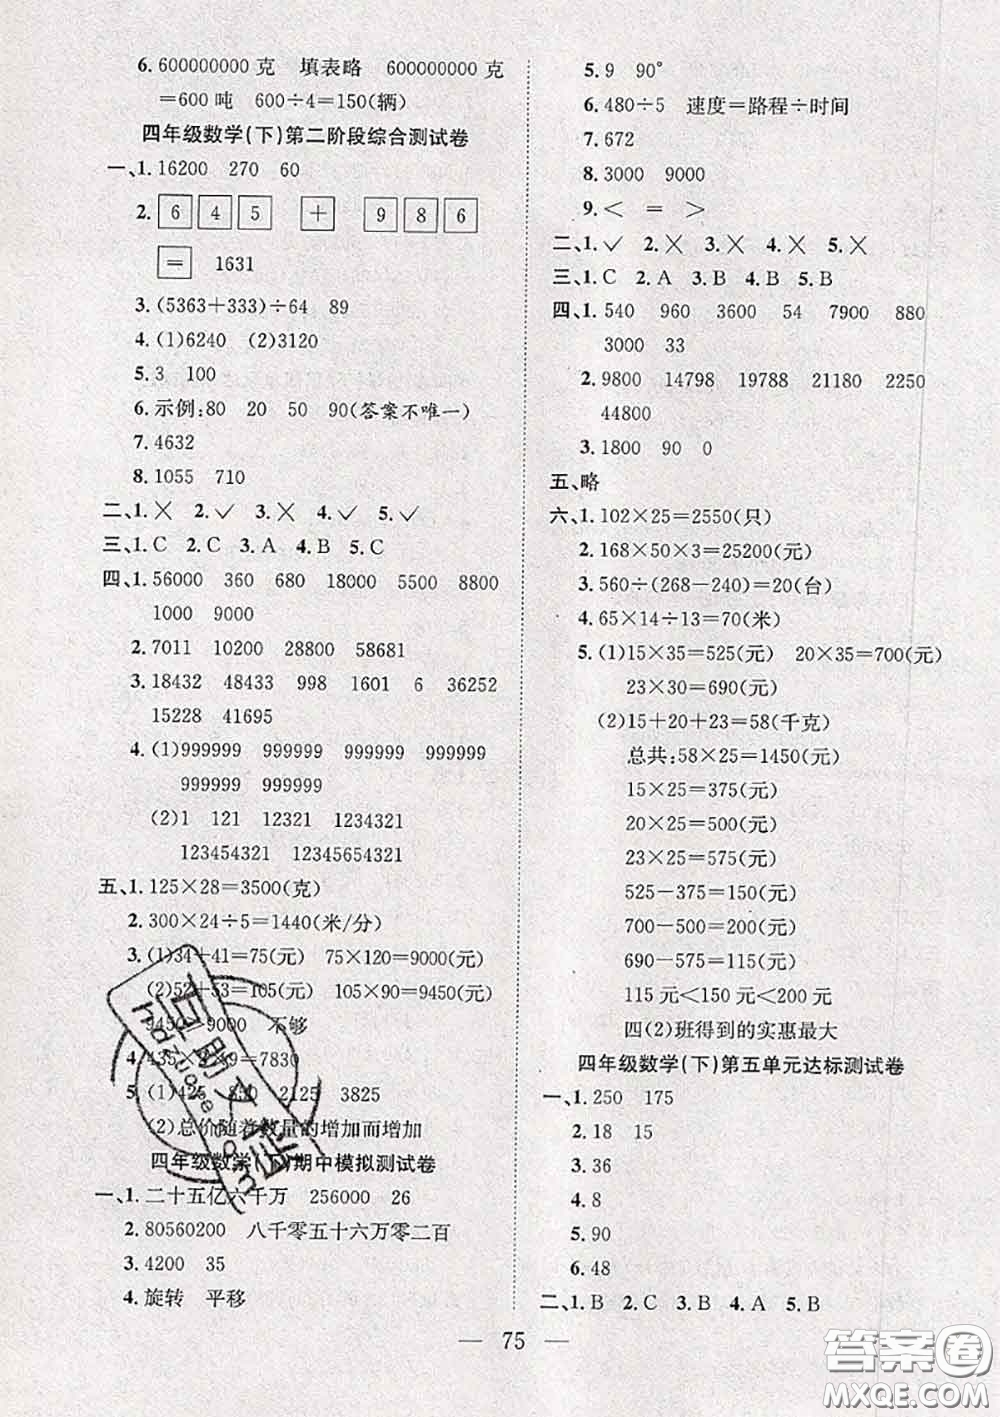 6.600000000克 填表略 600000000克
=600吨 600÷4=150(辆)
四年级数学(下)第二阶段综合测试卷
一、1.16200 270 60
2. 6 4 5 + 9 8 6
= 1631
3.(5363+333)÷64 89
4.(1)6240 (2)3120
5.3 100
6.示例:80 20 50 90(答案不唯一)
7.4632
8.1055 710
二、1.╳ 2.✓ 3.╳ 4.✓ 5.✓
三、1.C 2.C 3.A 4.B 5.C
四、1.56000 360 680 18000 5500 8800
1000 9000
2.7011 10200 28800 58681
3.18432 48433 998 1601 6 36252
15228 41695
4.(1)999999 999999 999999 999999
999999 999999
(2)1 121 12321 1234321
123454321 12345654321
五、1.125×28=3500(克)
2.300×24÷5=1440(米/分)
3.(1)34+41=75(元) 75×120=9000(元)
(2)52+53=105(元) 105×90=9450(元)
9450>9000 不够
4.435×2×9=7830
5.(1)425 850 2125 3825
(2)总价随着数量的增加而增加
四年级数学(下)期中模拟测试卷
一、1.二十五亿六千万 256000 26
2.80560200 八千零五十六万零二百
3.4200 35
4.旋转 平移
5.9 90°
6.480÷5 速度=路程÷时间
7.672
8.3000 9000
9.< = >
二、1.✓ 2.╳ 3.╳ 4.╳ 5.╳
三、1.C 2.A 3.B 4.B 5.B
四、1.540 960 3600 54 7900 880
3000 33
2.9800 14798 19788 21180 2250
44800
3.1800 90 0
五、略
六、1.102×25=2550(只)
2.168×50×3=25200(元)
3.560÷(268-240)=20(台)
4.65×14÷13=70(米)
5.(1)15×35=525(元) 20×35=700(元)
23×30=690(元)
(2)15+20+23=58(千克)
总共:58×25=1450(元)
15×25=375(元)
20×25=500(元)
23×25=575(元)
525-375=150(元)
700-500=200(元)
690-575=115(元)
115元<150元<200元
四(2)班得到的实惠最大
四年级数学(下)第五单元达标测试卷
一、1.250 175
2.18 15
3.36
4.8
5.90
6.48
二、1.B 2.C 3.B 4.A 5.B
— 75 —
答案圈
MXQE.COM